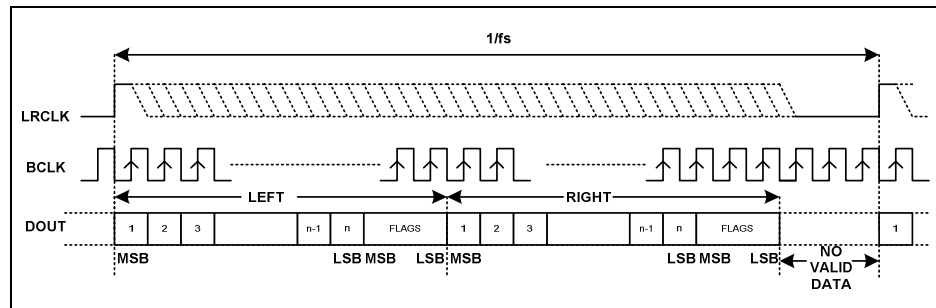 1/fs
LRCLK
BCLK
LEFT RIGHT
DOUT 1 2 3 n-1 n FLAGS 1 2 3 n-1 n FLAGS 1
MSB LSB MSB LSB MSB LSB MSB LSB NO
VALID
DATA